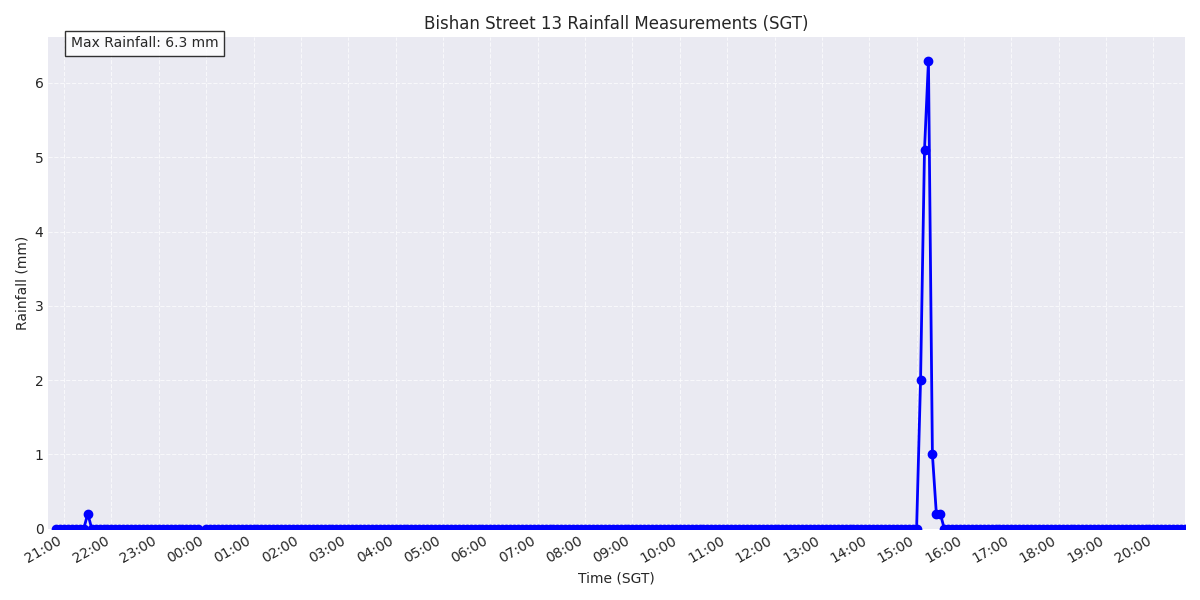 Bishan Street 13 Rainfall Measurements (SGT)
Max Rainfall: 6.3 mm
Rainfall (mm)
6
5
4
3
2
1
0
21:00 22:00 23:00 00:00 01:00 02:00 03:00 04:00 05:00 06:00 07:00 08:00 09:00 10:00 11:00 12:00 13:00 14:00 15:00 16:00 17:00 18:00 19:00 20:00
Time (SGT)